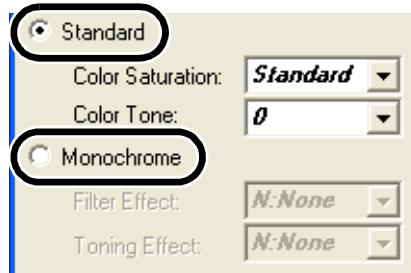 Standard
Color Saturation: Standard
Color Tone: 0
Monochrome
Filter Effect: N:None
Toning Effect: N:None